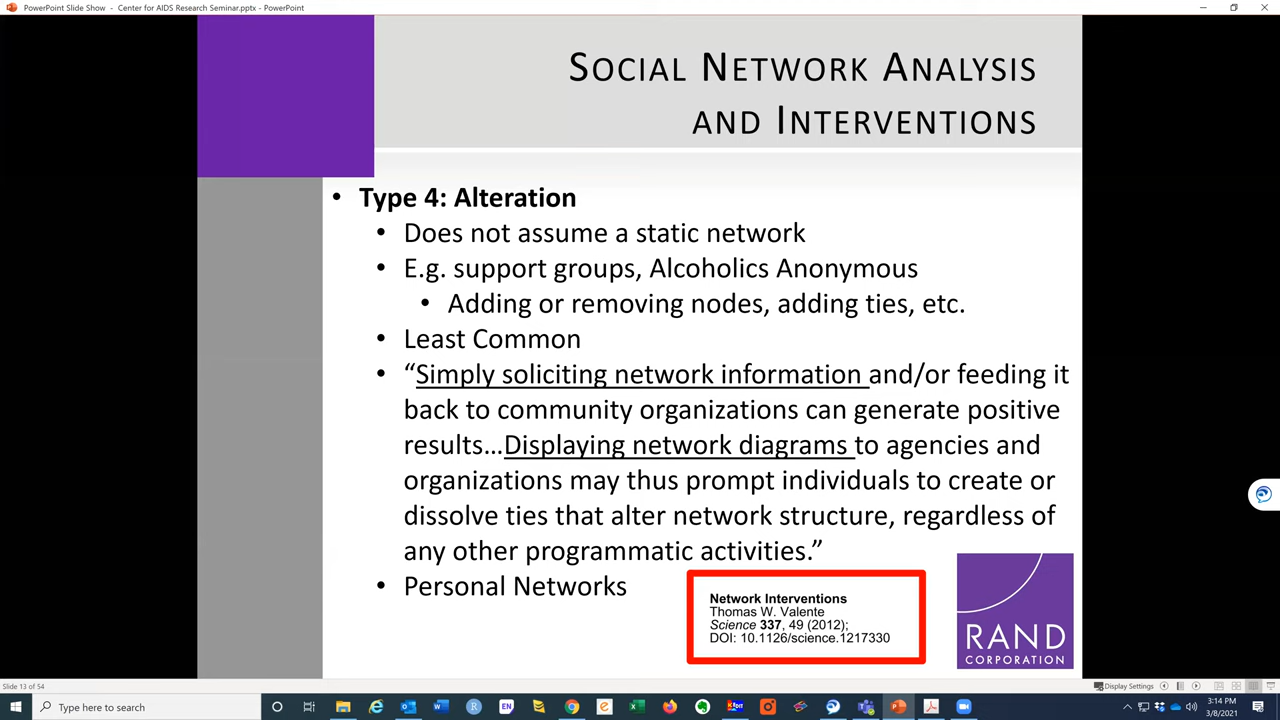 PowerPoint Slide Show - Center for AIDS Research Seminar.pptx - PowerPoint
SOCIAL NETWORK ANALYSIS
AND INTERVENTIONS
• Type 4: Alteration
• Does not assume a static network
• E.g. support groups, Alcoholics Anonymous
• Adding or removing nodes, adding ties, etc.
• Least Common
• “Simply soliciting network information and/or feeding it
back to community organizations can generate positive
results…Displaying network diagrams to agencies and
organizations may thus prompt individuals to create or
dissolve ties that alter network structure, regardless of
any other programmatic activities.”
• Personal Networks
Network Interventions
Thomas W. Valente
Science 337, 49 (2012);
DOI: 10.1126/science.1217330
RAND
CORPORATION
Slide 13 of 54
Display Settings
Type here to search
EN
3:14 PM
3/8/2021